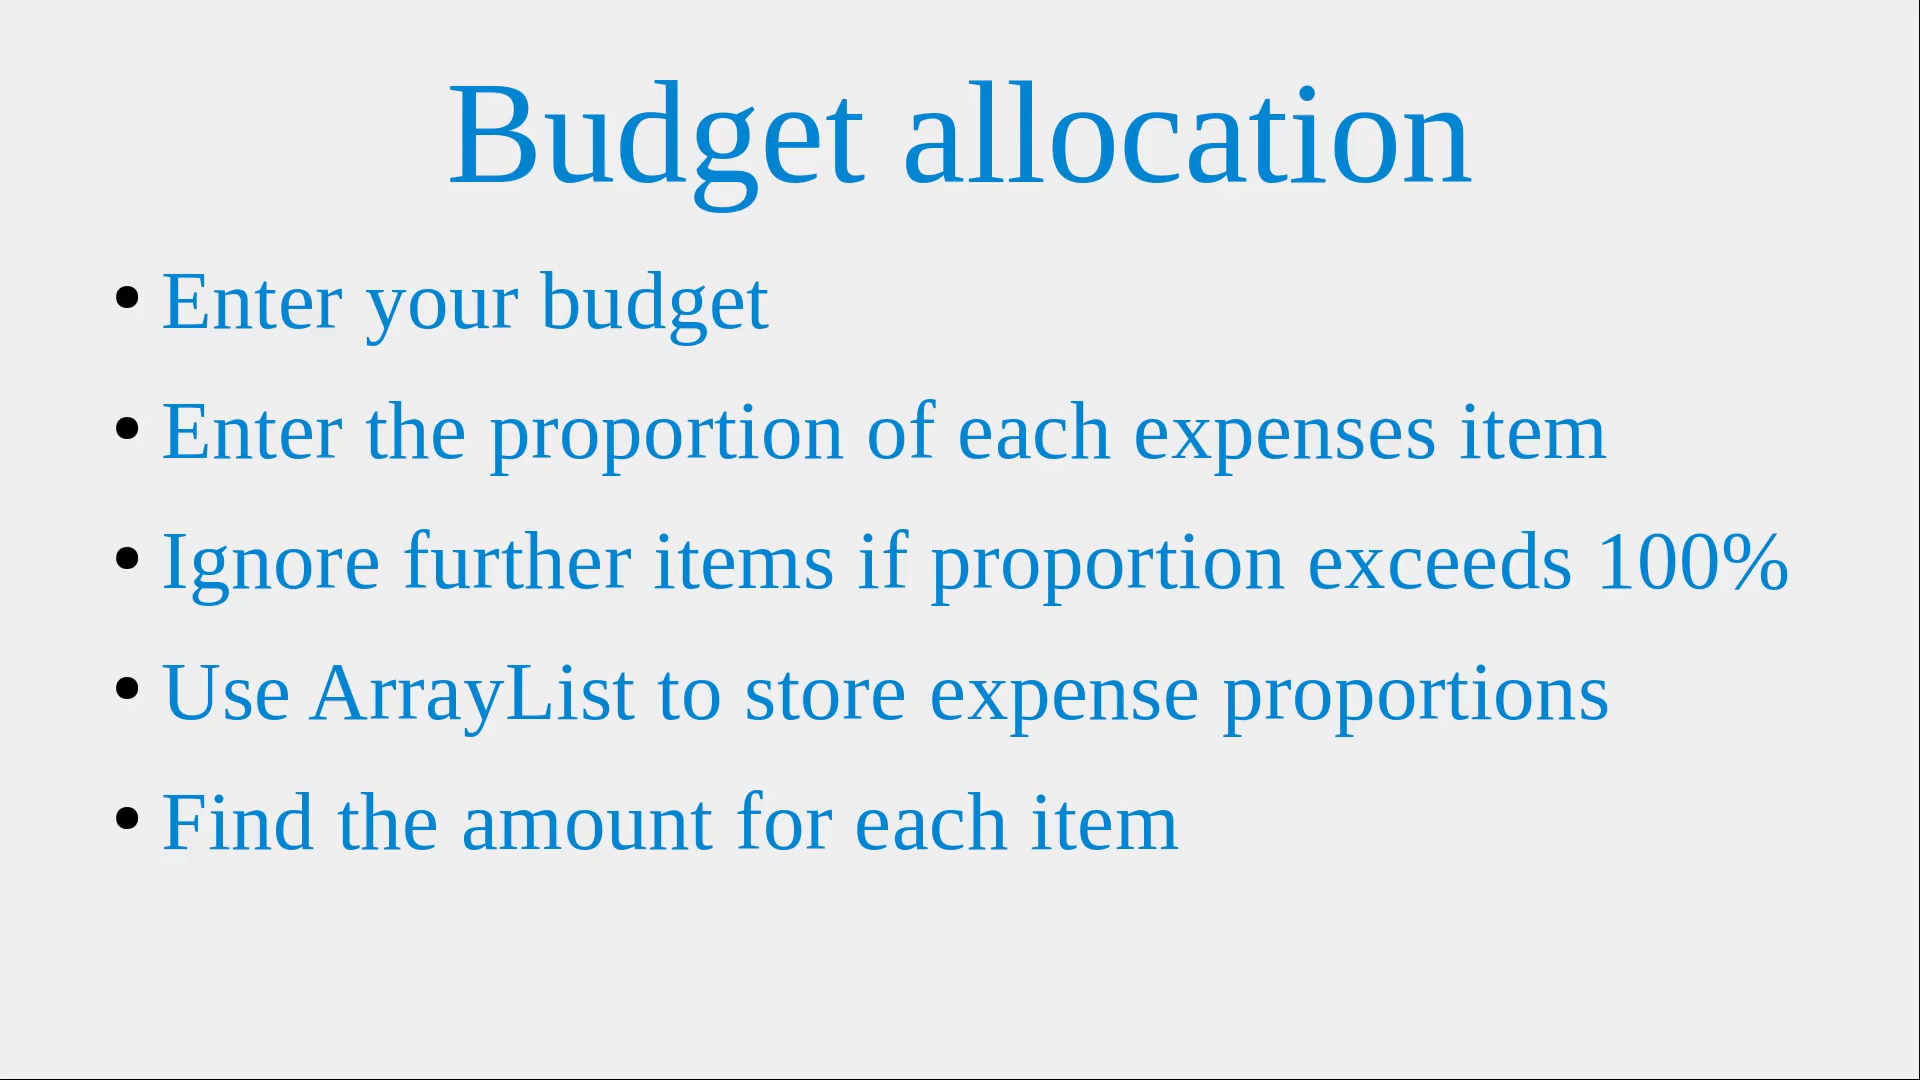 Budget allocation
• Enter your budget
• Enter the proportion of each expenses item
• Ignore further items if proportion exceeds 100%
• Use ArrayList to store expense proportions
• Find the amount for each item